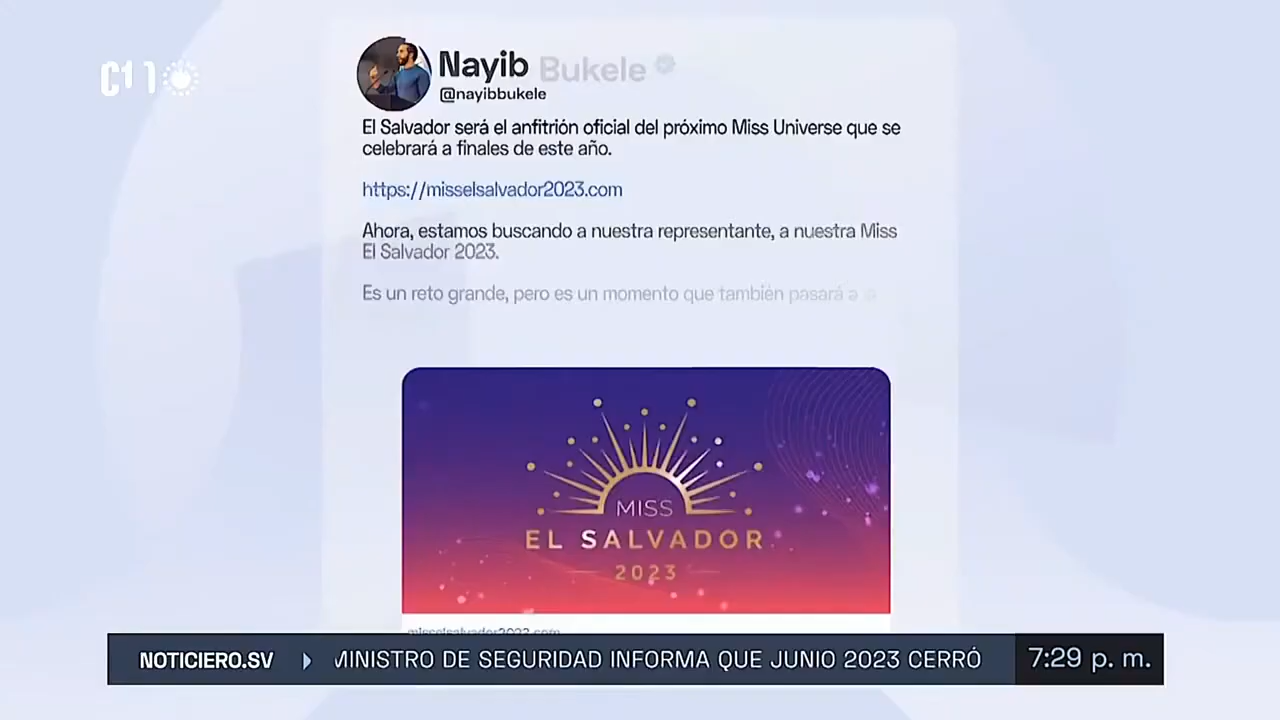 C11
Nayib Bukele
@nayibbukele
El Salvador será el anfitrión oficial del próximo Miss Universe que se
celebrará a finales de este año.
https://misselsalvador2023.com
Ahora, estamos buscando a nuestra representante, a nuestra Miss
El Salvador 2023.
Es un reto grande, pero es un momento que también pasará a
MISS
EL SALVADOR
2023
misselsalvador2023.com
NOTICIERO.SV
MINISTRO DE SEGURIDAD INFORMA QUE JUNIO 2023 CERRÓ
7:29 p. m.